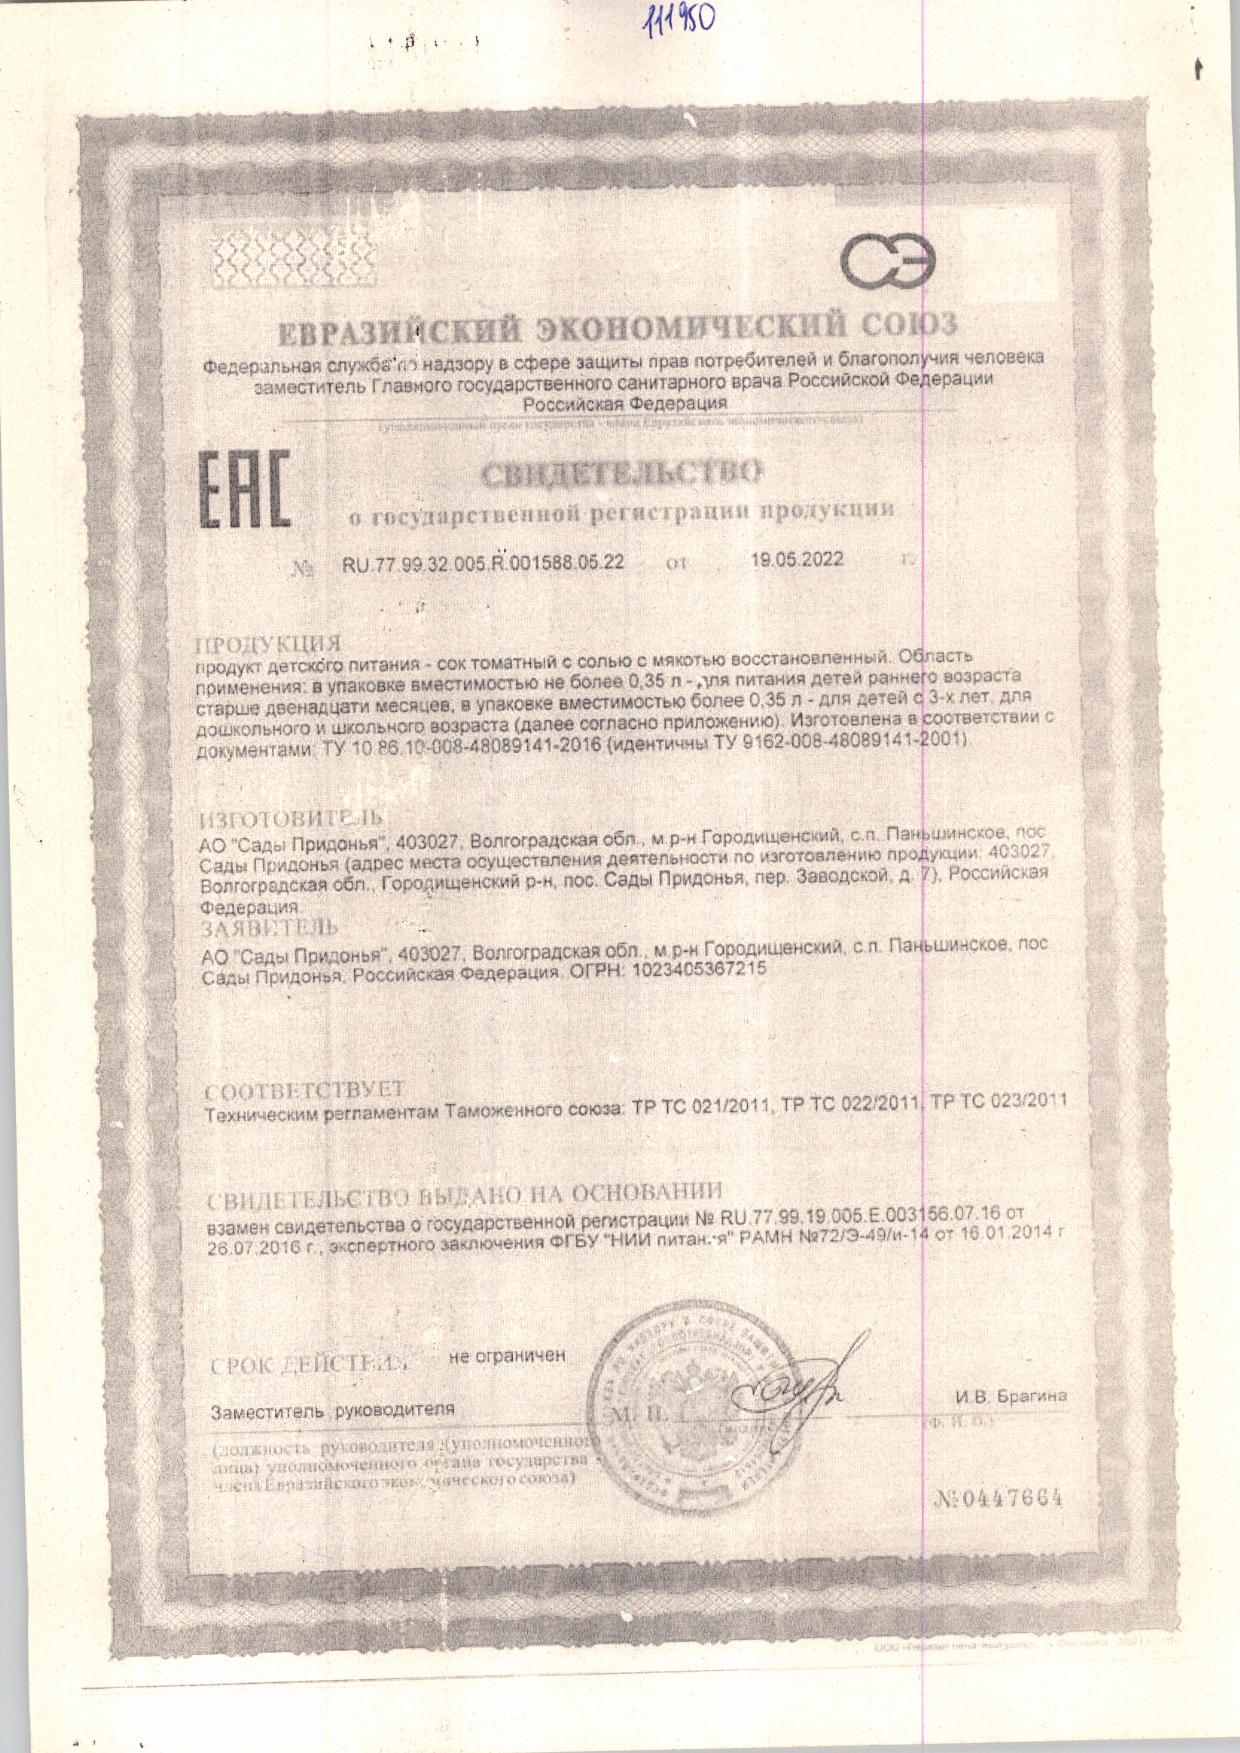 111950
СЭ
ЕВРАЗИЙСКИЙ ЭКОНОМИЧЕСКИЙ СОЮЗ
Федеральная служба по надзору в сфере защиты прав потребителей и благополучия человека
заместитель Главного государственного санитарного врача Российской Федерации
Российская Федерация
(уполномоченный орган государства - члена Евразийского экономического союза)
ЕАС
СВИДЕТЕЛЬСТВО
о государственной регистрации продукции
№ RU.77.99.32.005.R.001588.05.22 от 19.05.2022 г.
ПРОДУКЦИЯ
продукт детского питания - сок томатный с солью с мякотью восстановленный. Область
применения: в упаковке вместимостью не более 0,35 л - для питания детей раннего возраста
старше двенадцати месяцев, в упаковке вместимостью более 0,35 л - для детей с 3-х лет, для
дошкольного и школьного возраста (далее согласно приложению). Изготовлена в соответствии с
документами: ТУ 10.86.10-008-48089141-2016 (идентичны ТУ 9162-008-48089141-2001).
ИЗГОТОВИТЕЛЬ
АО "Сады Придонья", 403027, Волгоградская обл., м.р-н Городищенский, с.п. Паньшинское, пос
Сады Придонья (адрес места осуществления деятельности по изготовлению продукции: 403027,
Волгоградская обл., Городищенский р-н, пос. Сады Придонья, пер. Заводской, д. 7), Российская
Федерация.
ЗАЯВИТЕЛЬ
АО "Сады Придонья", 403027, Волгоградская обл., м.р-н Городищенский, с.п. Паньшинское, пос
Сады Придонья, Российская Федерация. ОГРН: 1023405367215
СООТВЕТСТВУЕТ
Техническим регламентам Таможенного союза: ТР ТС 021/2011, ТР ТС 022/2011, ТР ТС 023/2011
СВИДЕТЕЛЬСТВО ВЫДАНО НА ОСНОВАНИИ
взамен свидетельства о государственной регистрации № RU.77.99.19.005.Е.003156.07.16 от
26.07.2016 г., экспертного заключения ФГБУ "НИИ питания" РАМН №72/Э-49/и-14 от 16.01.2014 г
СРОК ДЕЙСТВИЯ не ограничен
Заместитель руководителя
М. П.
И.В. Брагина
(Ф. И. О.)
(должность руководителя (уполномоченного
лица) уполномоченного органа государства -
члена Евразийского экономического союза)
№0447664